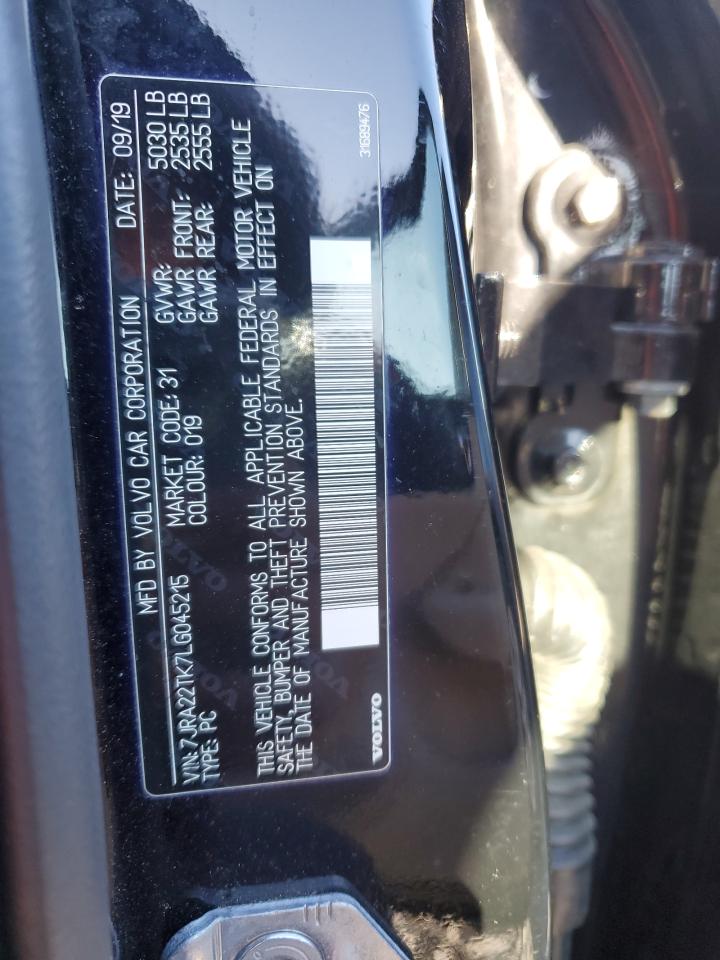 MFD BY VOLVO CAR CORPORATION DATE: 09/19
VIN: 7JRA22TK7LG045215 GVWR: 5030 LB
TYPE: PC MARKET CODE: 31 GAWR FRONT: 2535 LB
COLOUR: 019 GAWR REAR: 2555 LB
THIS VEHICLE CONFORMS TO ALL APPLICABLE FEDERAL MOTOR VEHICLE
SAFETY, BUMPER AND THEFT PREVENTION STANDARDS IN EFFECT ON
THE DATE OF MANUFACTURE SHOWN ABOVE.
VOLVO 31689476